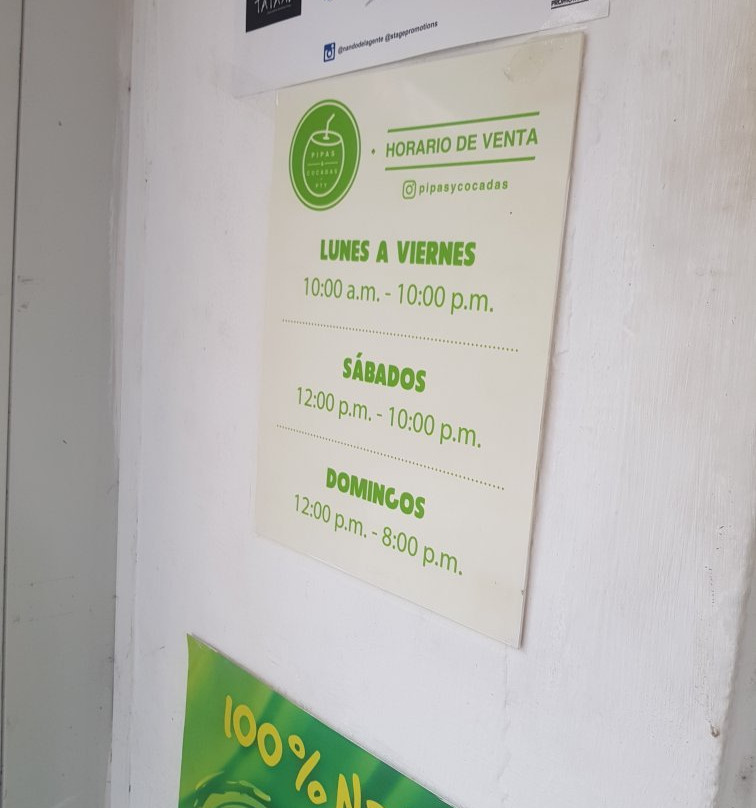 @nandodelagente @stagepromotions
PIPAS
&
COCADAS
PTY
HORARIO DE VENTA
pipasycocadas
LUNES A VIERNES
10:00 a.m. - 10:00 p.m.
SÁBADOS
12:00 p.m. - 10:00 p.m.
DOMINGOS
12:00 p.m. - 8:00 p.m.
100% N